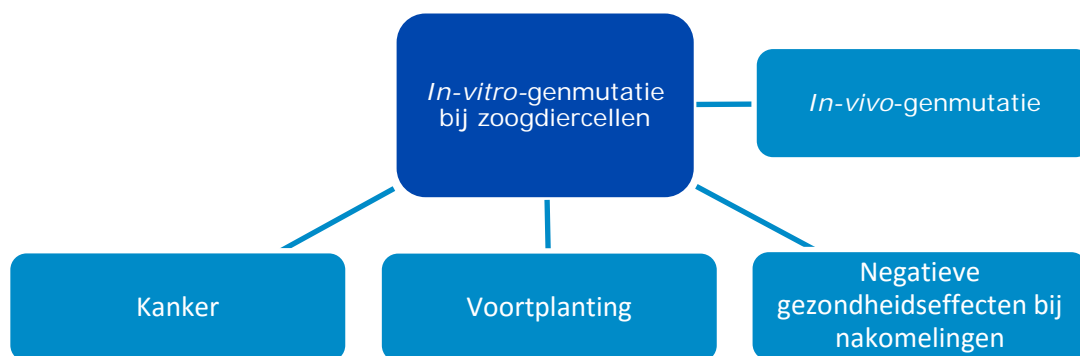 In-vitro-genmutatie
bij zoogdiercellen
In-vivo-genmutatie
Kanker
Voortplanting
Negatieve
gezondheidseffecten bij
nakomelingen